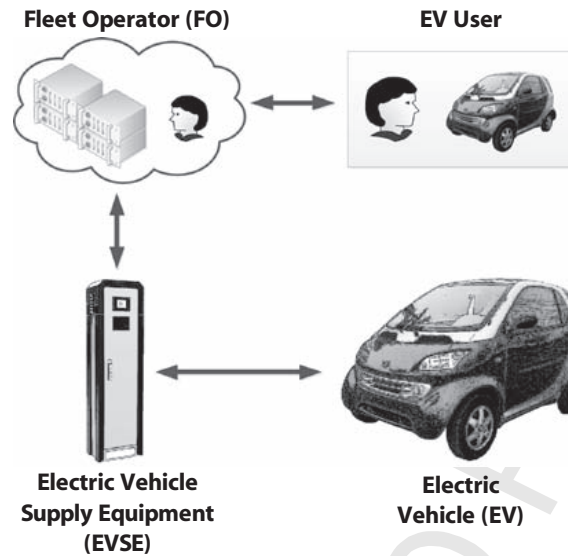 Fleet Operator (FO)
EV User
Electric Vehicle
Supply Equipment
(EVSE)
Electric
Vehicle (EV)